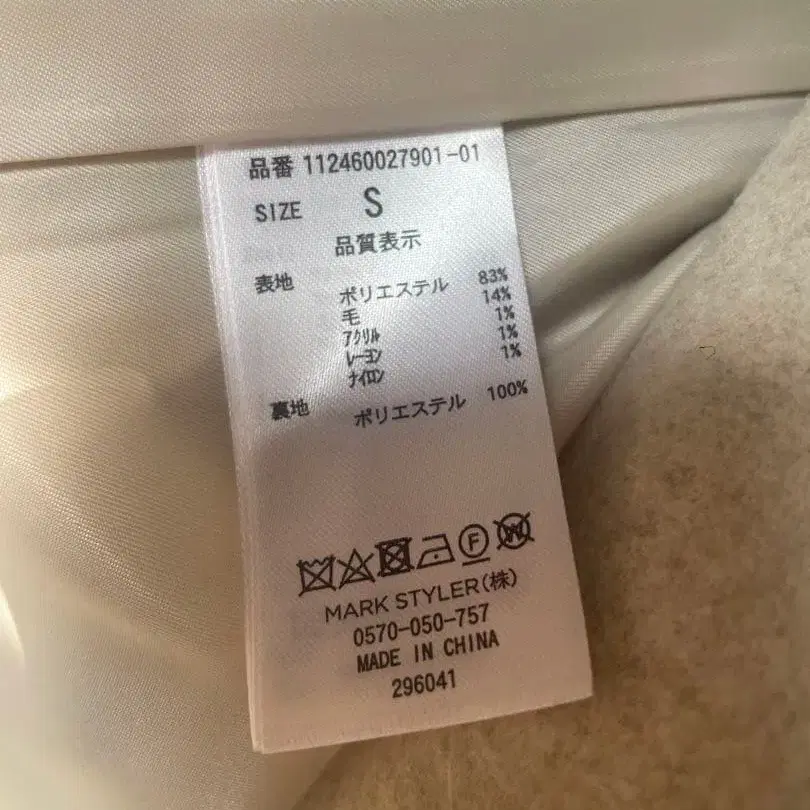 品番 112460027901-01
SIZE S
品質表示
表地 ポリエステル 83%
毛 14%
アクリル 1%
レーヨン 1%
ナイロン 1%
裏地 ポリエステル 100%
F W
MARK STYLER(株)
0570-050-757
MADE IN CHINA
296041